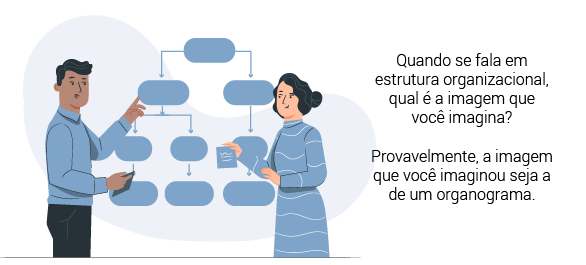 Quando se fala em
estrutura organizacional,
qual é a imagem que
você imagina?
Provavelmente, a imagem
que você imaginou seja a
de um organograma.